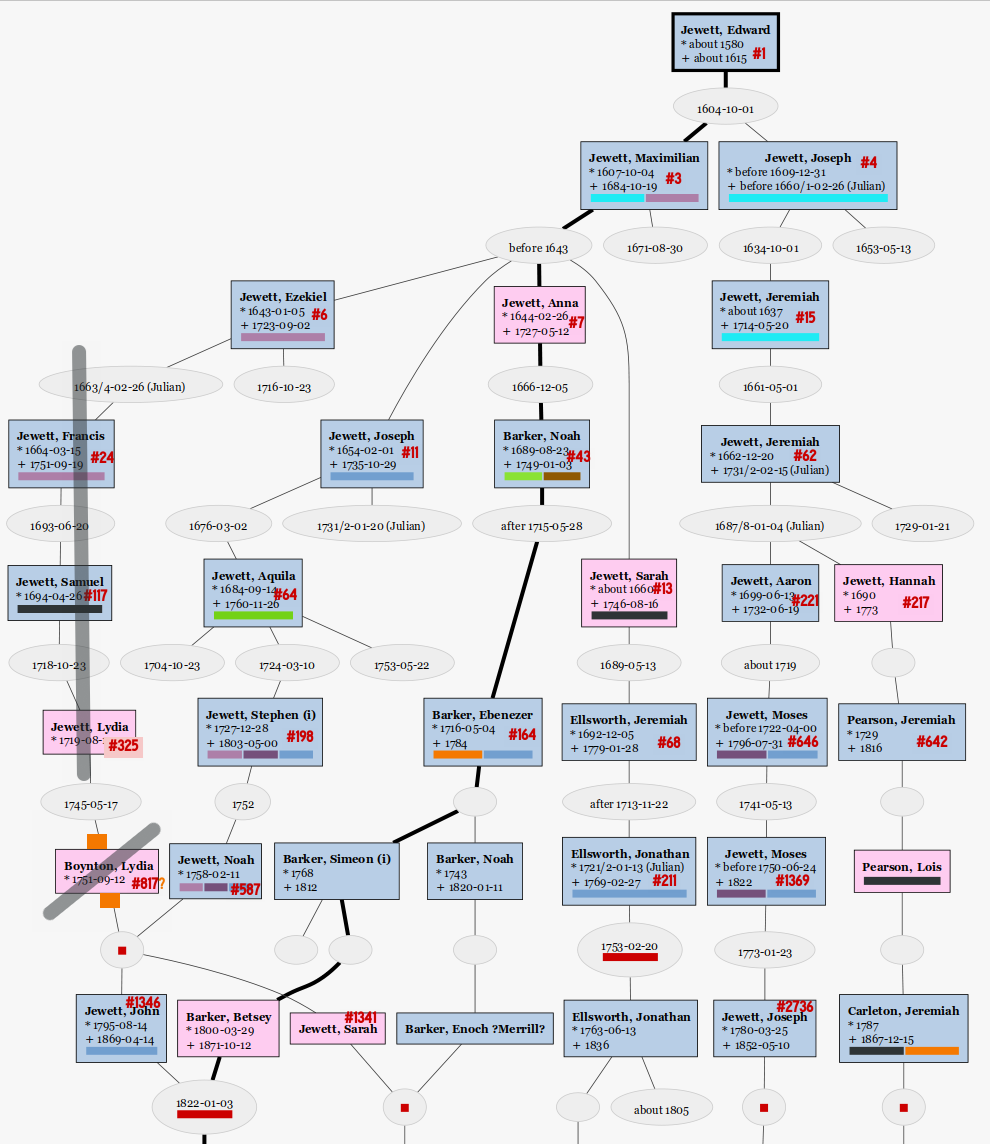 Jewett, Edward
* about 1580
+ about 1615 #1
1604-10-01
Jewett, Maximilian
* 1607-10-04
+ 1684-10-19 #3
Jewett, Joseph #4
* before 1609-12-31
+ before 1660/1-02-26 (Julian)
before 1643
1671-08-30
1634-10-01
1653-05-13
Jewett, Ezekiel
* 1643-01-05 #6
+ 1723-09-02
Jewett, Anna
* 1644-02-26
+ 1727-05-12 #7
Jewett, Jeremiah
* about 1637 #15
+ 1714-05-20
1663/4-02-26 (Julian)
1716-10-23
1666-12-05
1661-05-01
Jewett, Francis
* 1664-03-15
+ 1751-09-19 #24
Jewett, Joseph
* 1654-02-01 #11
+ 1735-10-29
Barker, Noah
* 1689-08-23
+ 1749-01-03 #43
Jewett, Jeremiah
* 1662-12-20 #62
+ 1731/2-02-15 (Julian)
1693-06-20
1676-03-02
1731/2-01-20 (Julian)
after 1715-05-28
1687/8-01-04 (Julian)
1729-01-21
Jewett, Samuel
* 1694-04-26 #117
Jewett, Aquila
* 1684-09-14 #64
+ 1760-11-26
Jewett, Sarah
* about 1660 #13
+ 1746-08-16
Jewett, Aaron
* 1699-06-13
+ 1732-06-19 #221
Jewett, Hannah
* 1690
+ 1773 #217
1718-10-23
1704-10-23
1724-03-10
1753-05-22
1689-05-13
about 1719
Jewett, Lydia
* 1719-08- #325
Jewett, Stephen (i)
* 1727-12-28
+ 1803-05-00 #198
Barker, Ebenezer
* 1716-05-04
+ 1784 #164
Ellsworth, Jeremiah
* 1692-12-05
+ 1779-01-28 #68
Jewett, Moses
* before 1722-04-00
+ 1796-07-31 #646
Pearson, Jeremiah
* 1729
+ 1816 #642
1745-05-17
1752
after 1713-11-22
1741-05-13
Boynton, Lydia
* 1751-09-12 #817?
Jewett, Noah
* 1758-02-11
#587
Barker, Simeon (i)
* 1768
+ 1812
Barker, Noah
* 1743
+ 1820-01-11
Ellsworth, Jonathan
* 1721/2-01-13 (Julian)
+ 1769-02-27 #211
Jewett, Moses
* before 1750-06-24
+ 1822 #1369
Pearson, Lois
1753-02-20
1773-01-23
#1346
Jewett, John
* 1795-08-14
+ 1869-04-14
Barker, Betsey
* 1800-03-29
+ 1871-10-12
#1341
Jewett, Sarah
Barker, Enoch ?Merrill?
Ellsworth, Jonathan
* 1763-06-13
+ 1836
#2736
Jewett, Joseph
* 1780-03-25
+ 1852-05-10
Carleton, Jeremiah
* 1787
+ 1867-12-15
1822-01-03
about 1805